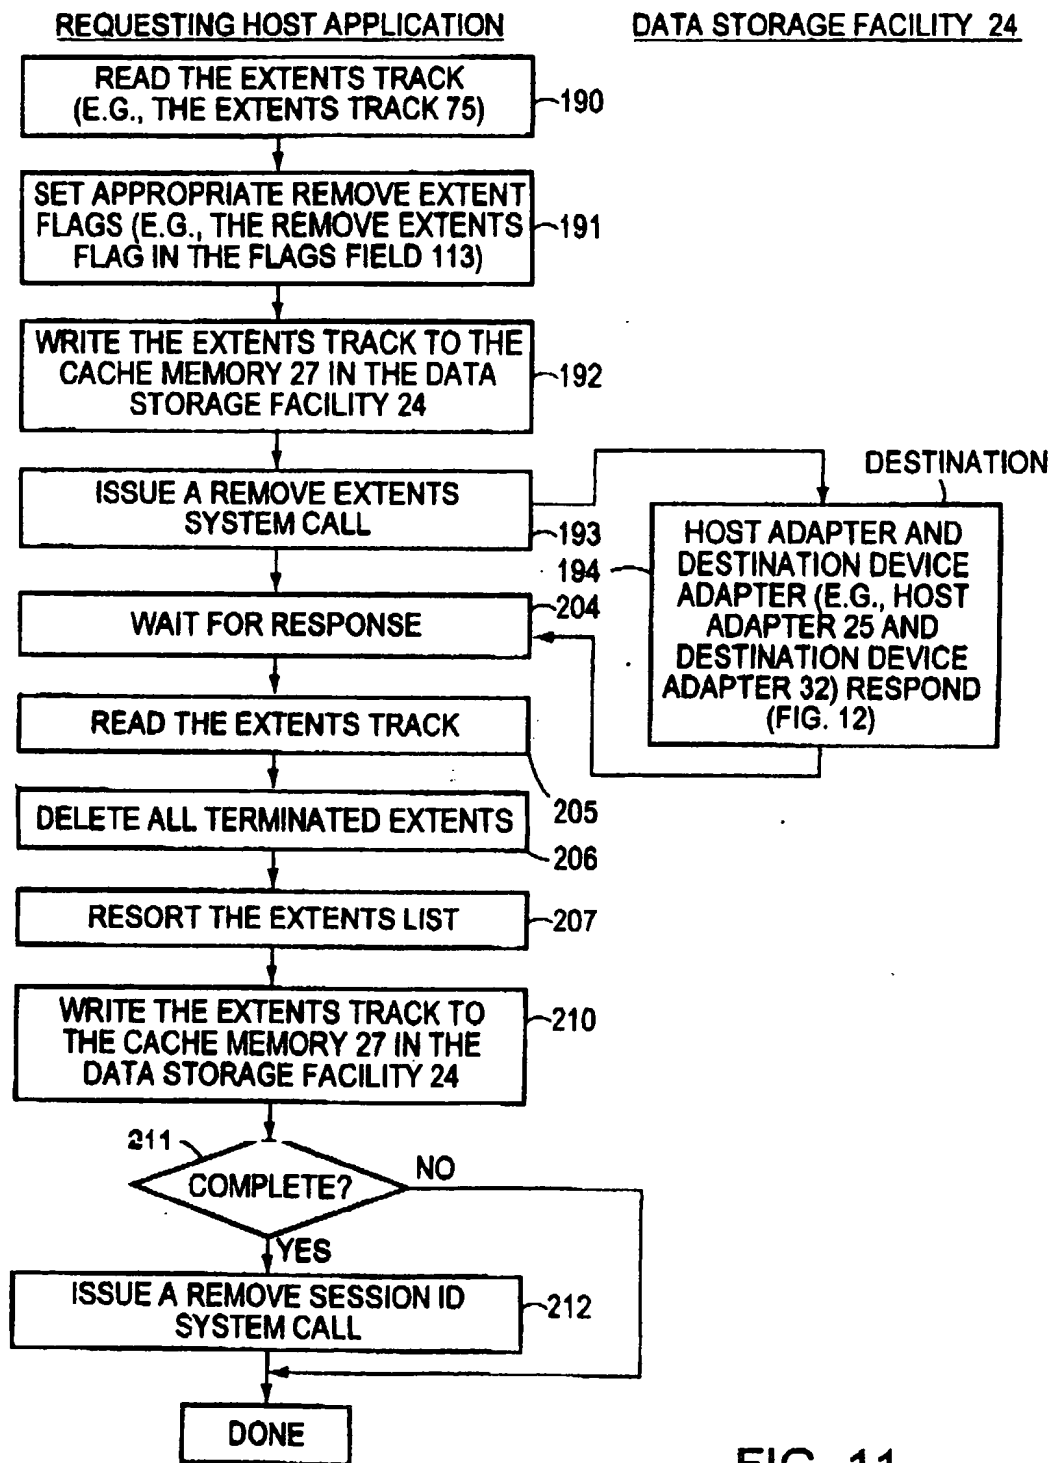 REQUESTING HOST APPLICATION
DATA STORAGE FACILITY 24
READ THE EXTENTS TRACK
(E.G., THE EXTENTS TRACK 75)
190
SET APPROPRIATE REMOVE EXTENT
FLAGS (E.G., THE REMOVE EXTENTS
FLAG IN THE FLAGS FIELD 113)
191
WRITE THE EXTENTS TRACK TO THE
CACHE MEMORY 27 IN THE DATA
STORAGE FACILITY 24
192
ISSUE A REMOVE EXTENTS
SYSTEM CALL
193
DESTINATION
HOST ADAPTER AND
DESTINATION DEVICE
ADAPTER (E.G., HOST
ADAPTER 25 AND
DESTINATION DEVICE
ADAPTER 32) RESPOND
(FIG. 12)
194
WAIT FOR RESPONSE
204
READ THE EXTENTS TRACK
205
DELETE ALL TERMINATED EXTENTS
206
RESORT THE EXTENTS LIST
207
WRITE THE EXTENTS TRACK TO
THE CACHE MEMORY 27 IN THE
DATA STORAGE FACILITY 24
210
211
COMPLETE?
NO
YES
ISSUE A REMOVE SESSION ID
SYSTEM CALL
212
DONE
FIG. 11